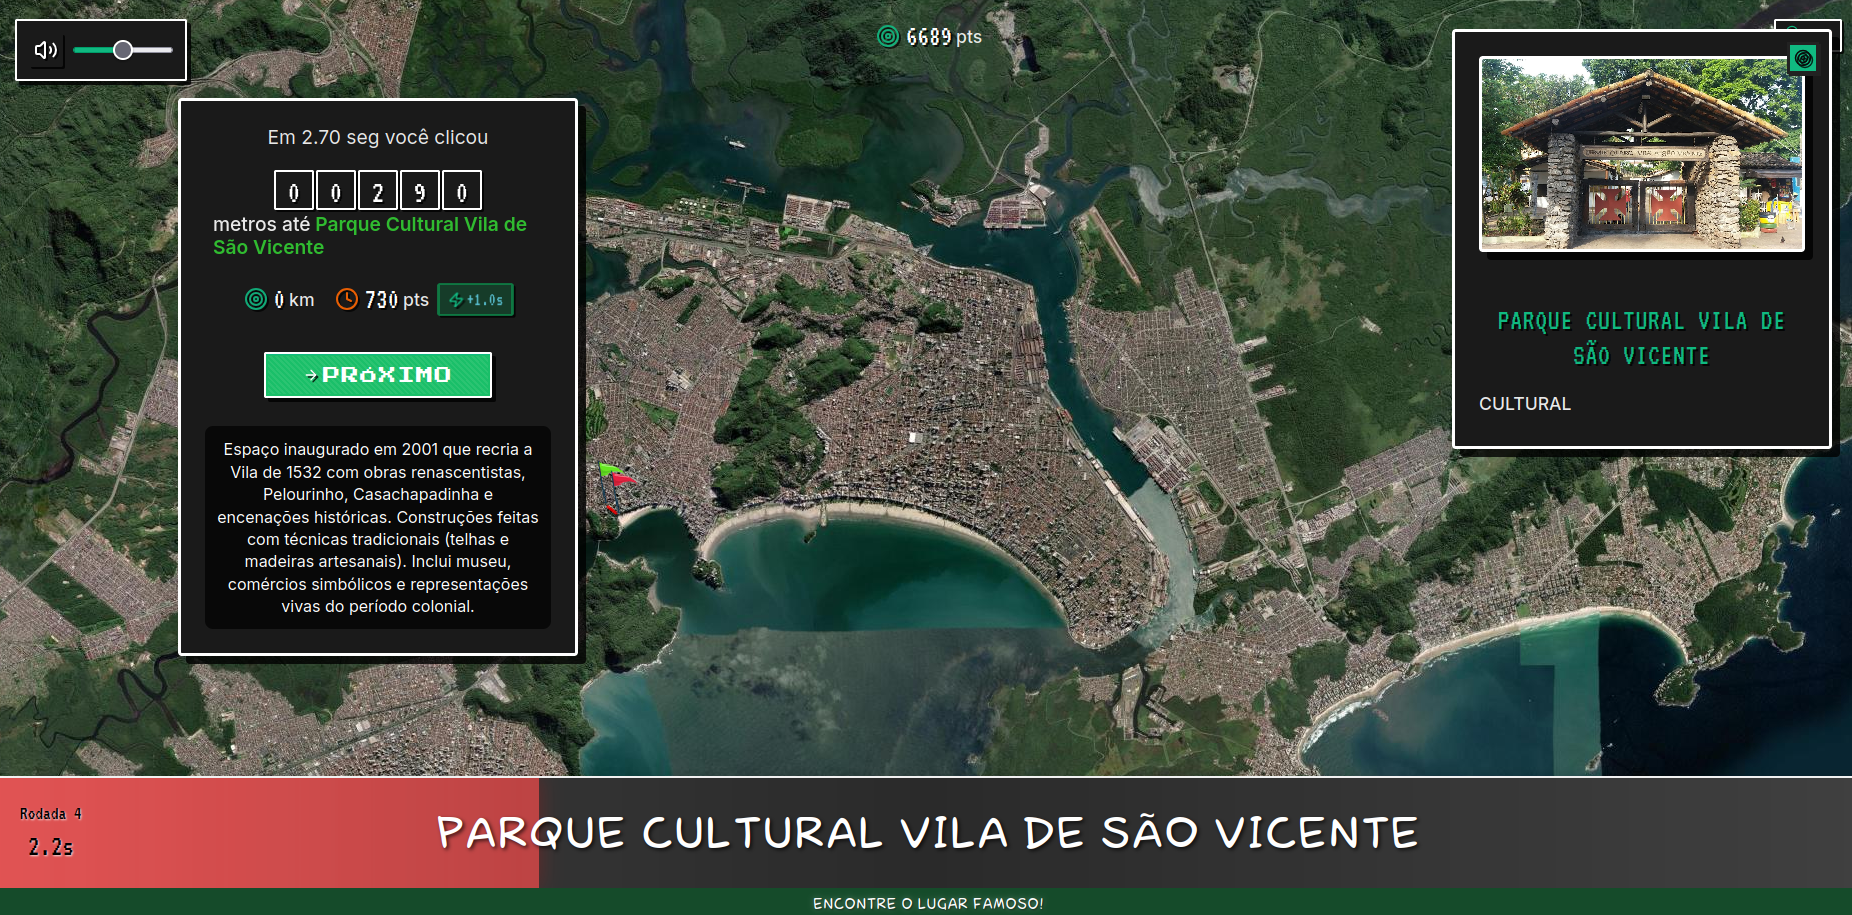 6689 pts
Em 2.70 seg você clicou
0 0 2 9 0
metros até Parque Cultural Vila de
São Vicente
0 km 730 pts +1.0s
PRÓXIMO
Espaço inaugurado em 2001 que recria a
Vila de 1532 com obras renascentistas,
Pelourinho, Casachapadinha e
encenações históricas. Construções feitas
com técnicas tradicionais (telhas e
madeiras artesanais). Inclui museu,
comércios simbólicos e representações
vivas do período colonial.
PARQUE CULTURAL VILA DE
SÃO VICENTE
CULTURAL
Rodada 4
2.2s
PARQUE CULTURAL VILA DE SÃO VICENTE
ENCONTRE O LUGAR FAMOSO!